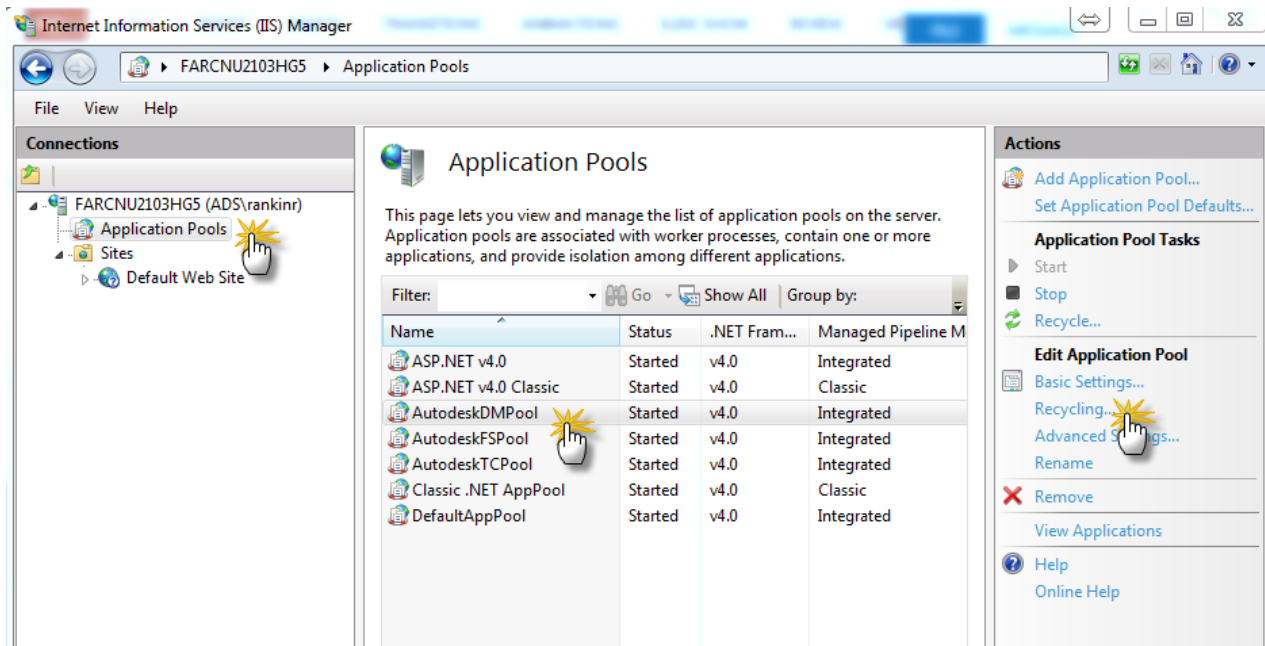 Internet Information Services (IIS) Manager
FARCNU2103HG5 Application Pools
File View Help
Connections
FARCNU2103HG5 (ADS\rankinr)
Application Pools
Sites
Default Web Site
Application Pools
This page lets you view and manage the list of application pools on the server.
Application pools are associated with worker processes, contain one or more
applications, and provide isolation among different applications.
Filter: Go Show All Group by:
Name Status .NET Fram... Managed Pipeline M
ASP.NET v4.0 Started v4.0 Integrated
ASP.NET v4.0 Classic Started v4.0 Classic
AutodeskDMPool Started v4.0 Integrated
AutodeskFSPool Started v4.0 Integrated
AutodeskTCPool Started v4.0 Integrated
Classic .NET AppPool Started v4.0 Classic
DefaultAppPool Started v4.0 Integrated
Actions
Add Application Pool...
Set Application Pool Defaults...
Application Pool Tasks
Start
Stop
Recycle...
Edit Application Pool
Basic Settings...
Recycling...
Advanced S ngs...
Rename
Remove
View Applications
Help
Online Help